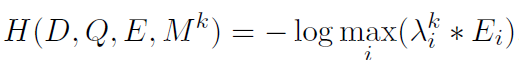 H(D, Q, E, M^k) = − log max_i(λ_i^k * E_i)